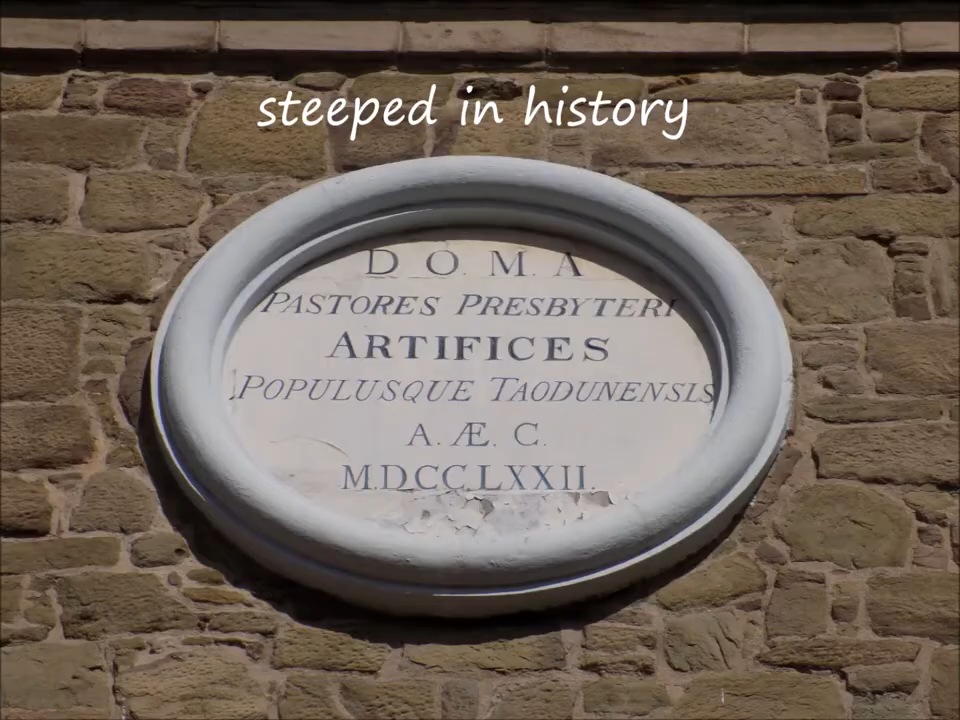 steeped in history
D. O. M. A
PASTORES PRESBYTERI
ARTIFICES
POPULUSQUE TAODUNENSIS
A. Æ. C.
MDCCLXXII.